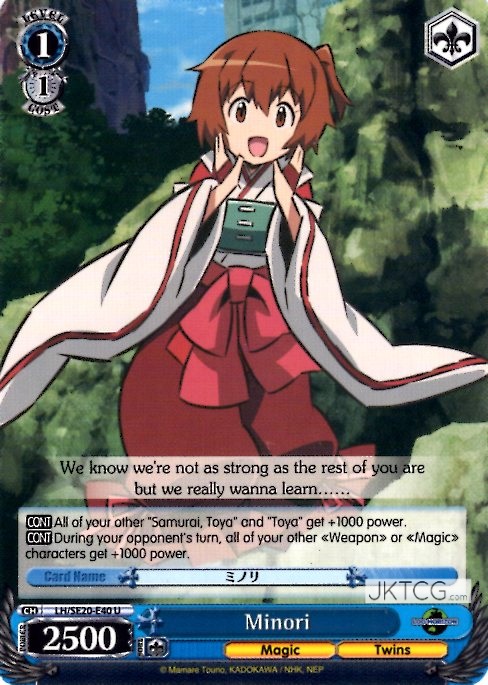 LEVEL
1
1
COST
We know we're not as strong as the rest of you are
but we really wanna learn......
CONT All of your other "Samurai, Toya" and "Toya" get +1000 power.
CONT During your opponent's turn, all of your other «Weapon» or «Magic»
characters get +1000 power.
Card Name
ミノリ
JKTCG.com
CH LH/SE20-E40 U
Minori
POWER
2500
SOUL
LOG HORIZON
Magic
Twins
© Mamare Touno, KADOKAWA / NHK, NEP